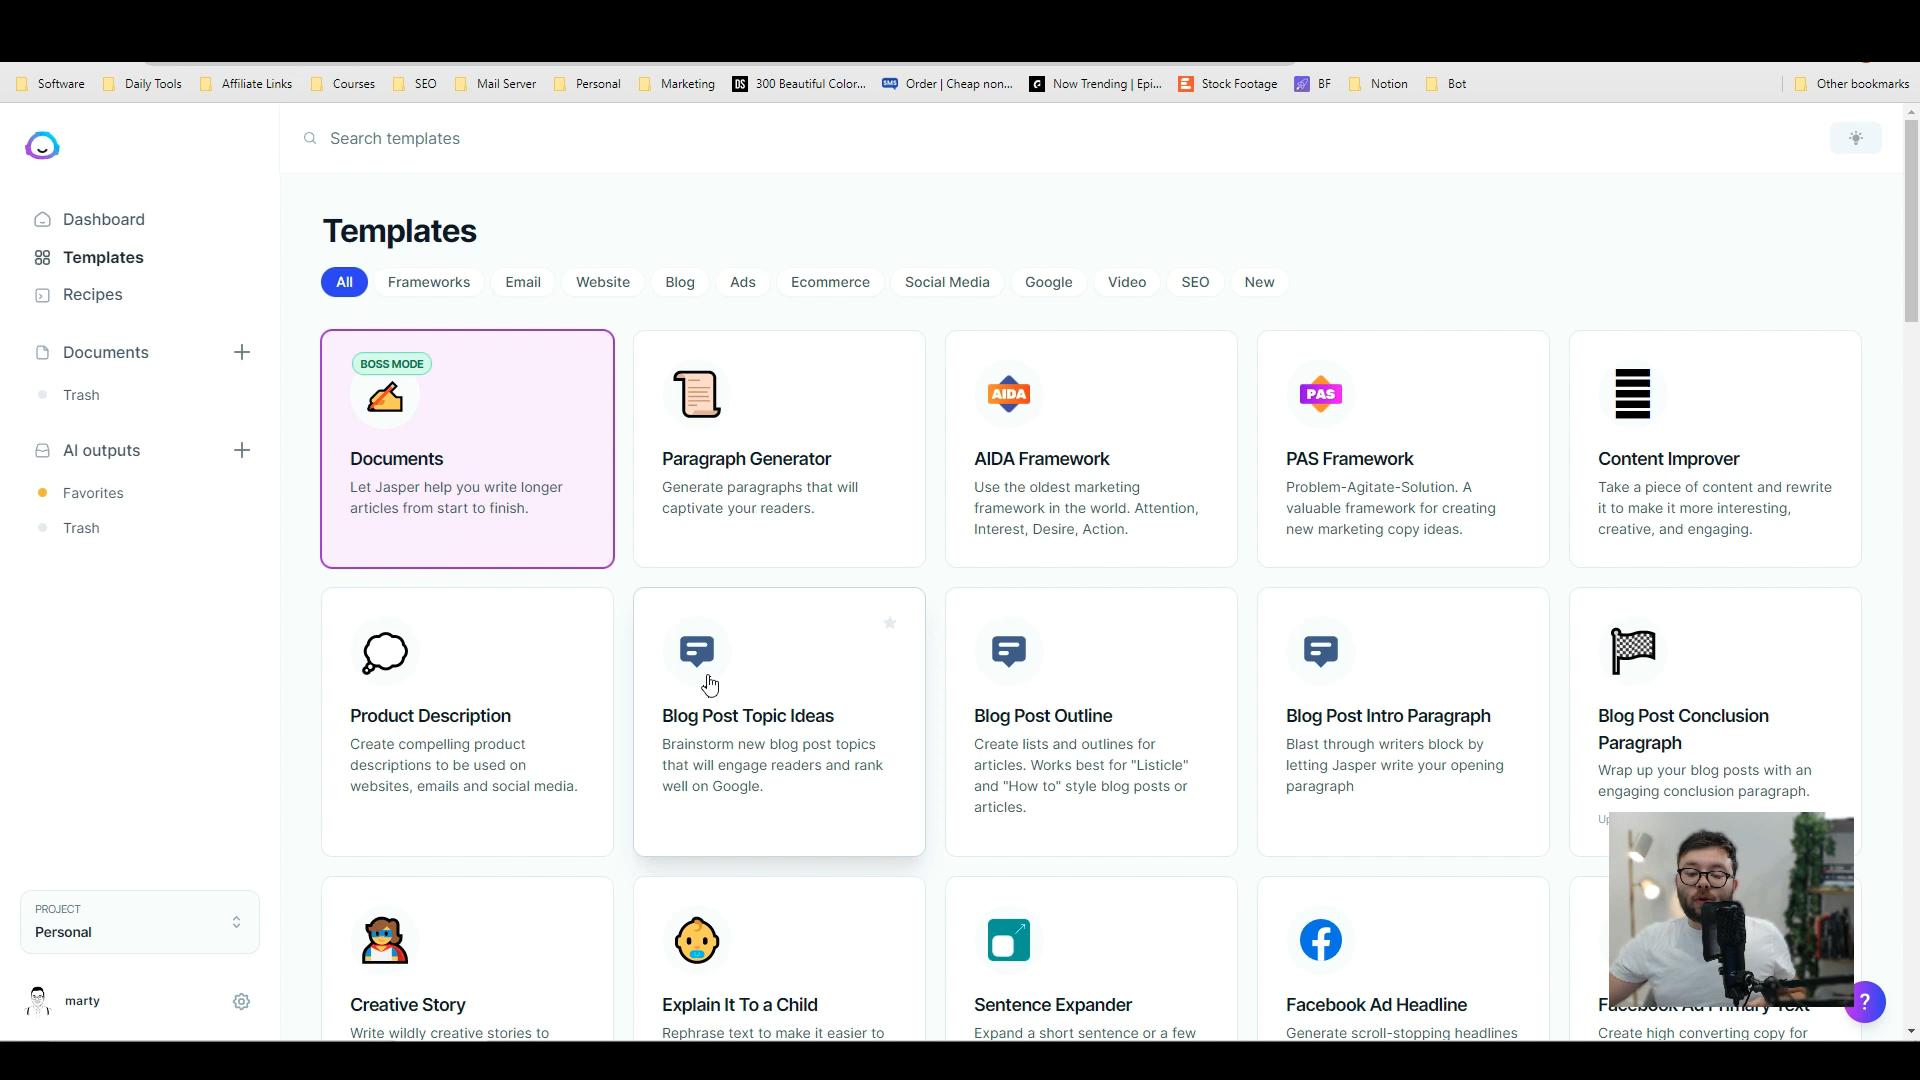 Software Daily Tools Affiliate Links Courses SEO Mail Server Personal Marketing DS 300 Beautiful Color... SMS Order | Cheap non... Now Trending | Epi... Stock Footage BF Notion Bot Other bookmarks
Search templates
Dashboard
Templates
Recipes
Documents
Trash
AI outputs
Favorites
Trash
PROJECT
Personal
marty
Templates
All Frameworks Email Website Blog Ads Ecommerce Social Media Google Video SEO New
BOSS MODE
Documents
Let Jasper help you write longer
articles from start to finish.
Paragraph Generator
Generate paragraphs that will
captivate your readers.
AIDA
AIDA Framework
Use the oldest marketing
framework in the world. Attention,
Interest, Desire, Action.
PAS
PAS Framework
Problem-Agitate-Solution. A
valuable framework for creating
new marketing copy ideas.
Content Improver
Take a piece of content and rewrite
it to make it more interesting,
creative, and engaging.
Product Description
Create compelling product
descriptions to be used on
websites, emails and social media.
Blog Post Topic Ideas
Brainstorm new blog post topics
that will engage readers and rank
well on Google.
Blog Post Outline
Create lists and outlines for
articles. Works best for "Listicle"
and "How to" style blog posts or
articles.
Blog Post Intro Paragraph
Blast through writers block by
letting Jasper write your opening
paragraph
Blog Post Conclusion
Paragraph
Wrap up your blog posts with an
engaging conclusion paragraph.
Creative Story
Write wildly creative stories to
Explain It To a Child
Rephrase text to make it easier to
Sentence Expander
Expand a short sentence or a few
Facebook Ad Headline
Generate scroll-stopping headlines
Facebook Ad Primary Text
Create high converting copy for
?